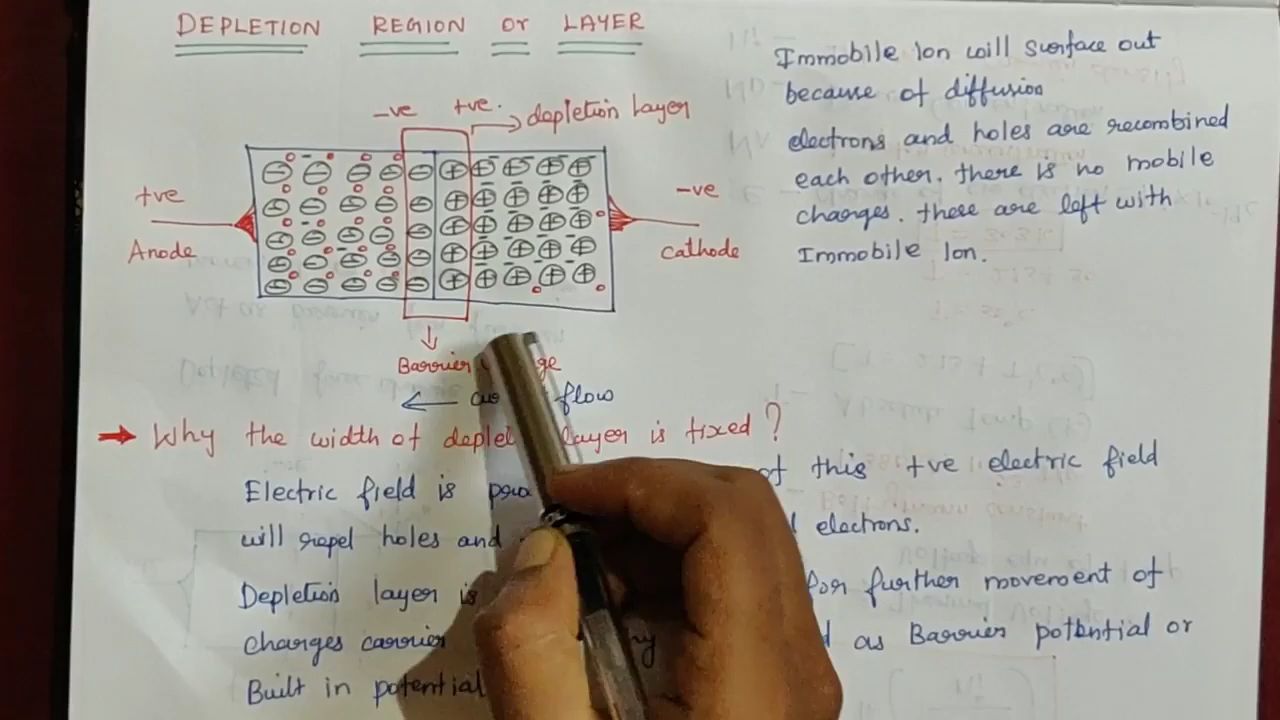 DEPLETION REGION or LAYER
Immobile Ion will surface out
because of diffusion
electrons and holes are recombined
each other. there is no mobile
charges. these are left with
Immobile Ion.
-ve +ve. depletion layer
+ve
Anode
-ve
cathode
Barrier
flow
Why the width of layer is fixed ?
Electric field is of this +ve electric field
will repel holes and electrons.
Depletion layer is for further movement of
charges carrier as Barrier potential or
Built in potential